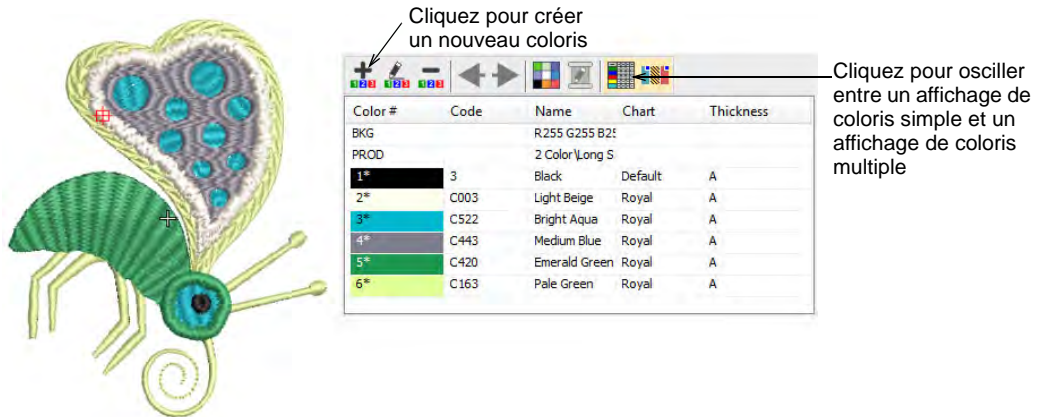 Cliquez pour créer
un nouveau coloris
Cliquez pour osciller
entre un affichage de
coloris simple et un
affichage de coloris
multiple
123 123 123
Color # Code Name Chart Thickness
BKG R255 G255 B25
PROD 2 Color\Long S
1* 3 Black Default A
2* C003 Light Beige Royal A
3* C522 Bright Aqua Royal A
4* C443 Medium Blue Royal A
5* C420 Emerald Green Royal A
6* C163 Pale Green Royal A